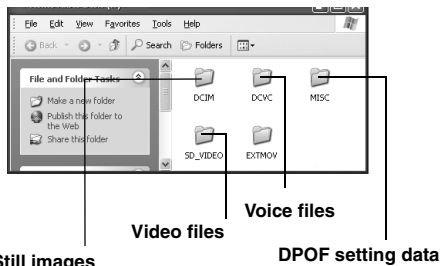 File Edit View Favorites Tools Help
Back Search Folders
File and Folder Tasks
Make a new folder
Publish this folder to
the Web
Share this folder
DCIM DCVC MISC
SD_VIDEO EXTMOV
Voice files
Video files
DPOF setting data
Still images